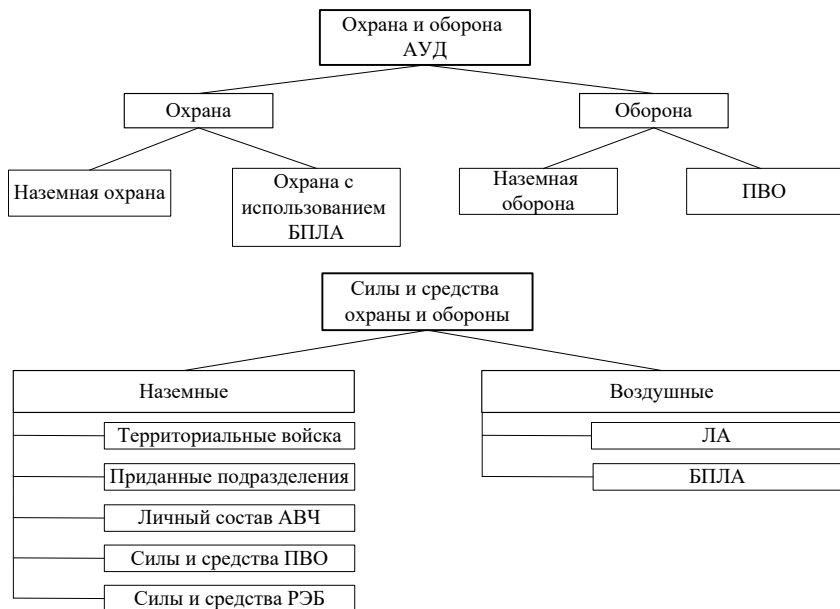 Охрана и оборона
АУД
Охрана
Оборона
Наземная охрана
Охрана с
использованием
БПЛА
Наземная
оборона
ПВО
Силы и средства
охраны и обороны
Наземные
Территориальные войска
Приданные подразделения
Личный состав АВЧ
Силы и средства ПВО
Силы и средства РЭБ
Воздушные
ЛА
БПЛА